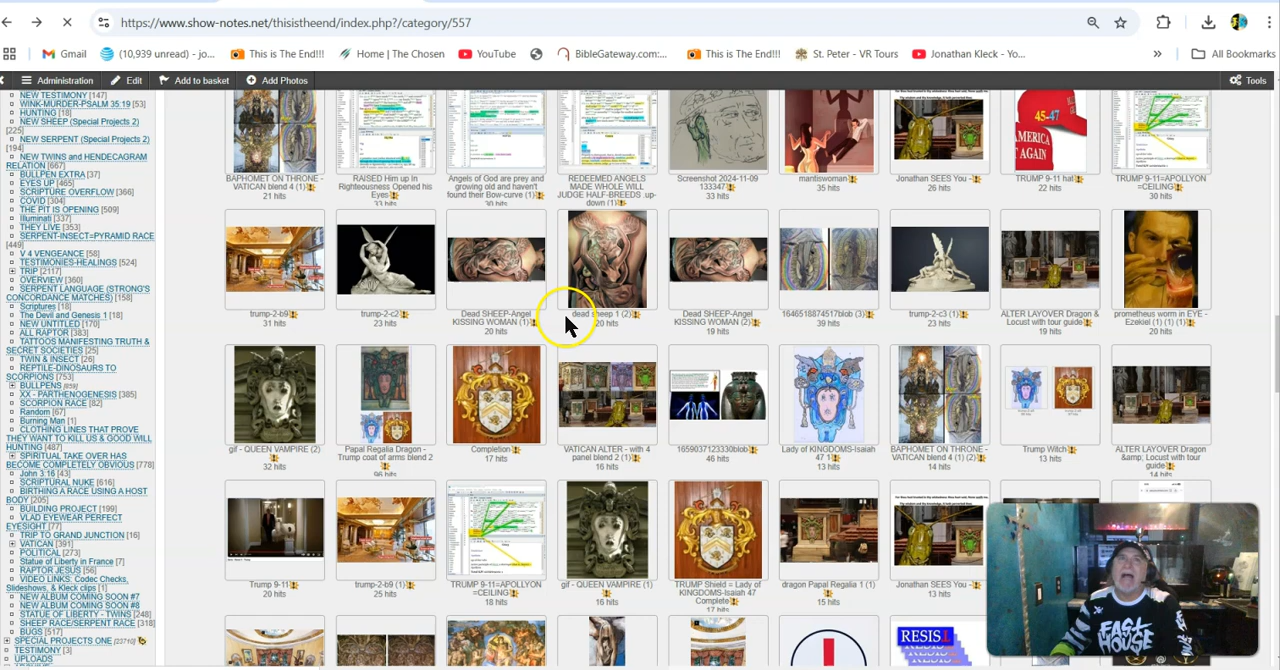 https://www.show-notes.net/thisistheend/index.php?/category/557
Gmail
(10,939 unread) - jo...
This is The End!!!
Home | The Chosen
YouTube
BibleGateway.com:...
This is The End!!!
St. Peter - VR Tours
Jonathan Kleck - Yo...
»
All Bookmarks
Administration
Edit
Add to basket
Add Photos
Tools
NEW TESTIMONY [147]
WINK-MURDER-PSALM 35:19 [53]
HUNTING [18]
NEW SHEEP (Special Projects 2)
[225]
NEW SERPENT (Special Projects 2)
[194]
NEW TWINS and HENDECAGRAM
RELATION [667]
BULLPEN EXTRA [37]
EYES UP [465]
SCRIPTURE OVERFLOW [366]
COVID [304]
THE PIT IS OPENING [509]
Illuminati [337]
THEY LIVE [353]
SERPENT-INSECT=PYRAMID RACE
[449]
V 4 VENGEANCE [58]
TESTIMONIES-HEALINGS [524]
TRIP [2117]
OVERVIEW [360]
SERPENT LANGUAGE (STRONG'S
CONCORDANCE MATCHES) [158]
Scriptures [18]
The Devil and Genesis 1 [18]
NEW UNTITLED [170]
ALL RAPTOR [383]
TATTOOS MANIFESTING TRUTH &
SECRET SOCIETIES [25]
TWIN & INSECT [26]
REPTILE-DINOSAURS TO
SCORPIONS [753]
BULLPENS
XX - PARTHENOGENESIS [385]
SCORPION RACE [82]
Random [67]
Burning Man [1]
CLOTHING LINES THAT PROVE
THEY WANT TO KILL US & GOOD WILL
HUNTING [487]
SPIRITUAL TAKE OVER HAS
BECOME COMPLETELY OBVIOUS [778]
John 3:16 [43]
SCRIPTURAL NUKE [616]
BIRTHING A RACE USING A HOST
BODY [205]
BUILDING PROJECT [199]
VLAD EYEWEAR PERFECT
EYESIGHT [77]
TRIP TO GRAND JUNCTION [16]
VATICAN [391]
POLITICAL [273]
Statue of Liberty in France [7]
RAPTOR JESUS [56]
VIDEO LINKS: Codec Checks,
Slideshows, & Kleck clips [1]
NEW ALBUM COMING SOON #7
NEW ALBUM COMING SOON #8
STATUE OF LIBERTY - TWINS [248]
SHEEP RACE/SERPENT RACE [318]
BUGS [517]
SPECIAL PROJECTS ONE [22710]
TESTIMONY [3]
UPLOADS
45-47
AMERICA
AGAIN
BAPHOMET ON THRONE -
VATICAN blend 4 (1)
21 hits
RAISED Him up In
Righteousness Opened his
Eyes
33 hits
Angels of God are prey and
growing old and haven't
found their Bow-curve (1)
30 hits
REDEEMED ANGELS
MADE WHOLE WILL
JUDGE HALF-BREEDS -up-
down (1)
Screenshot 2024-11-09
133347
33 hits
mantiswoman
35 hits
Jonathan SEES You -
26 hits
TRUMP 9-11 hat
22 hits
TRUMP 9-11=APOLLYON
=CEILING
30 hits
trump-2-b9
31 hits
trump-2-c2
23 hits
Dead SHEEP-Angel
KISSING WOMAN (1)
20 hits
dead sheep 1 (2)
20 hits
Dead SHEEP-Angel
KISSING WOMAN (2)
19 hits
1646518874517blob (3)
39 hits
trump-2-c3 (1)
23 hits
ALTER LAYOVER Dragon
& Locust with tour guide
19 hits
prometheus worm in EYE -
Ezekiel (1) (1) (1)
20 hits
gif - QUEEN VAMPIRE (2)
32 hits
Papal Regalia Dragon -
Trump coat of arms blend 2
96 hits
Completion
17 hits
VATICAN ALTER - with 4
panel blend 2 (1)
16 hits
1659037123330blob
46 hits
Lady of KINGDOMS-Isaiah
47 1
13 hits
BAPHOMET ON THRONE -
VATICAN blend 4 (1) (2)
14 hits
Trump Witch
13 hits
ALTER LAYOVER Dragon
&amp; Locust with tour
guide
14 hits
Trump 9-11
20 hits
trump-2-b9 (1)
25 hits
TRUMP 9-11=APOLLYON
=CEILING
18 hits
gif - QUEEN VAMPIRE (1)
16 hits
TRUMP Shield = Lady of
KINGDOMS-Isaiah 47
Complete
17 hits
dragon Papal Regalia 1 (1)
15 hits
Jonathan SEES You -
13 hits
RESIST
RESIST
FAST
HOUSE